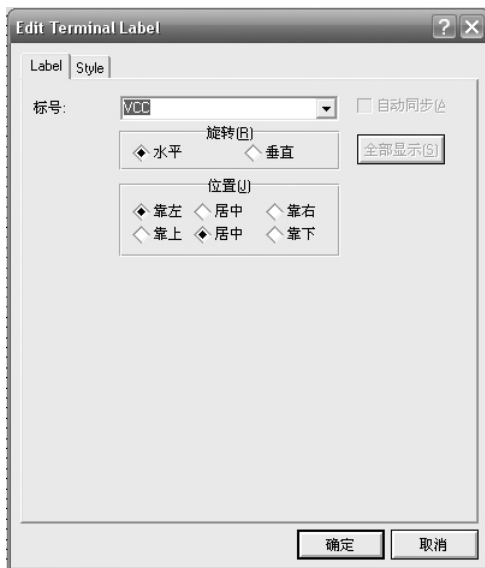 Edit Terminal Label
Label Style
标号: VCC 自动同步(A
旋转(R)
水平 垂直 全部显示(S)
位置(J)
靠左 居中 靠右
靠上 居中 靠下
确定 取消